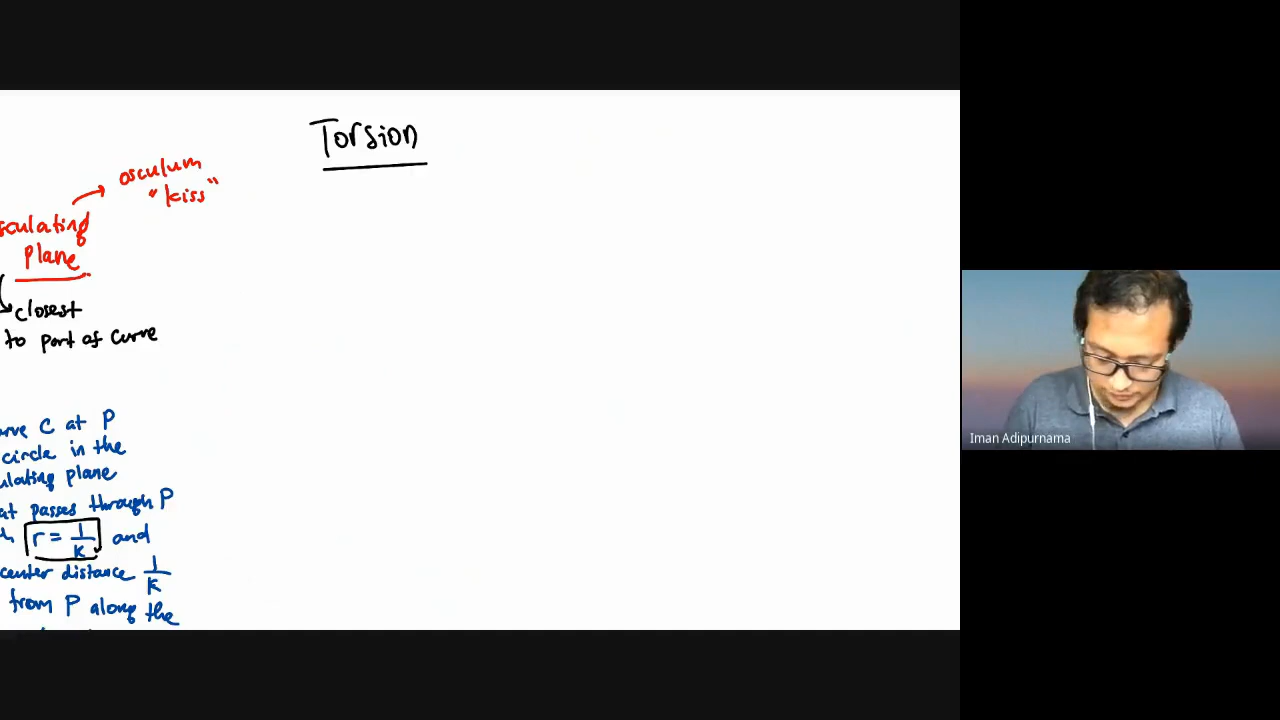 Torsion
osculum
"kiss"
sculating
plane
closest
to part of curve
rve C at P
circle in the
ulating plane
at passes through P
h r = 1/k and
center distance 1/k
from P along the
Iman Adipurnama